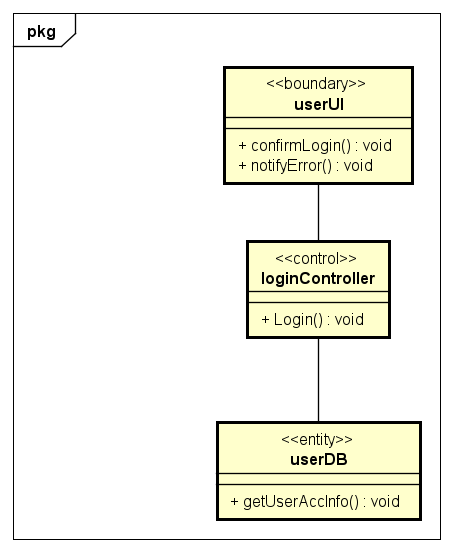 pkg
<<boundary>>
userUI
+ confirmLogin() : void
+ notifyError() : void
<<control>>
loginController
+ Login() : void
<<entity>>
userDB
+ getUserAccInfo() : void